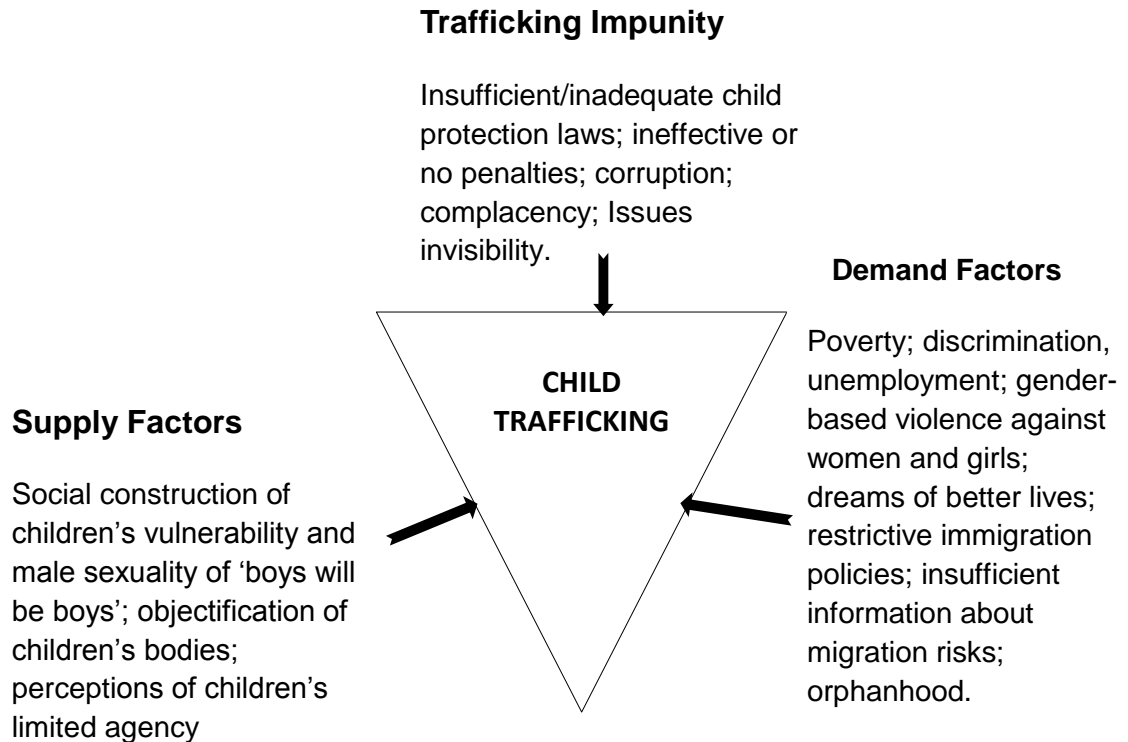 Trafficking Impunity
Insufficient/inadequate child
protection laws; ineffective or
no penalties; corruption;
complacency; Issues
invisibility.
Demand Factors
Poverty; discrimination,
unemployment; gender-
based violence against
women and girls;
dreams of better lives;
restrictive immigration
policies; insufficient
information about
migration risks;
orphanhood.
CHILD
TRAFFICKING
Supply Factors
Social construction of
children’s vulnerability and
male sexuality of ‘boys will
be boys’; objectification of
children’s bodies;
perceptions of children’s
limited agency